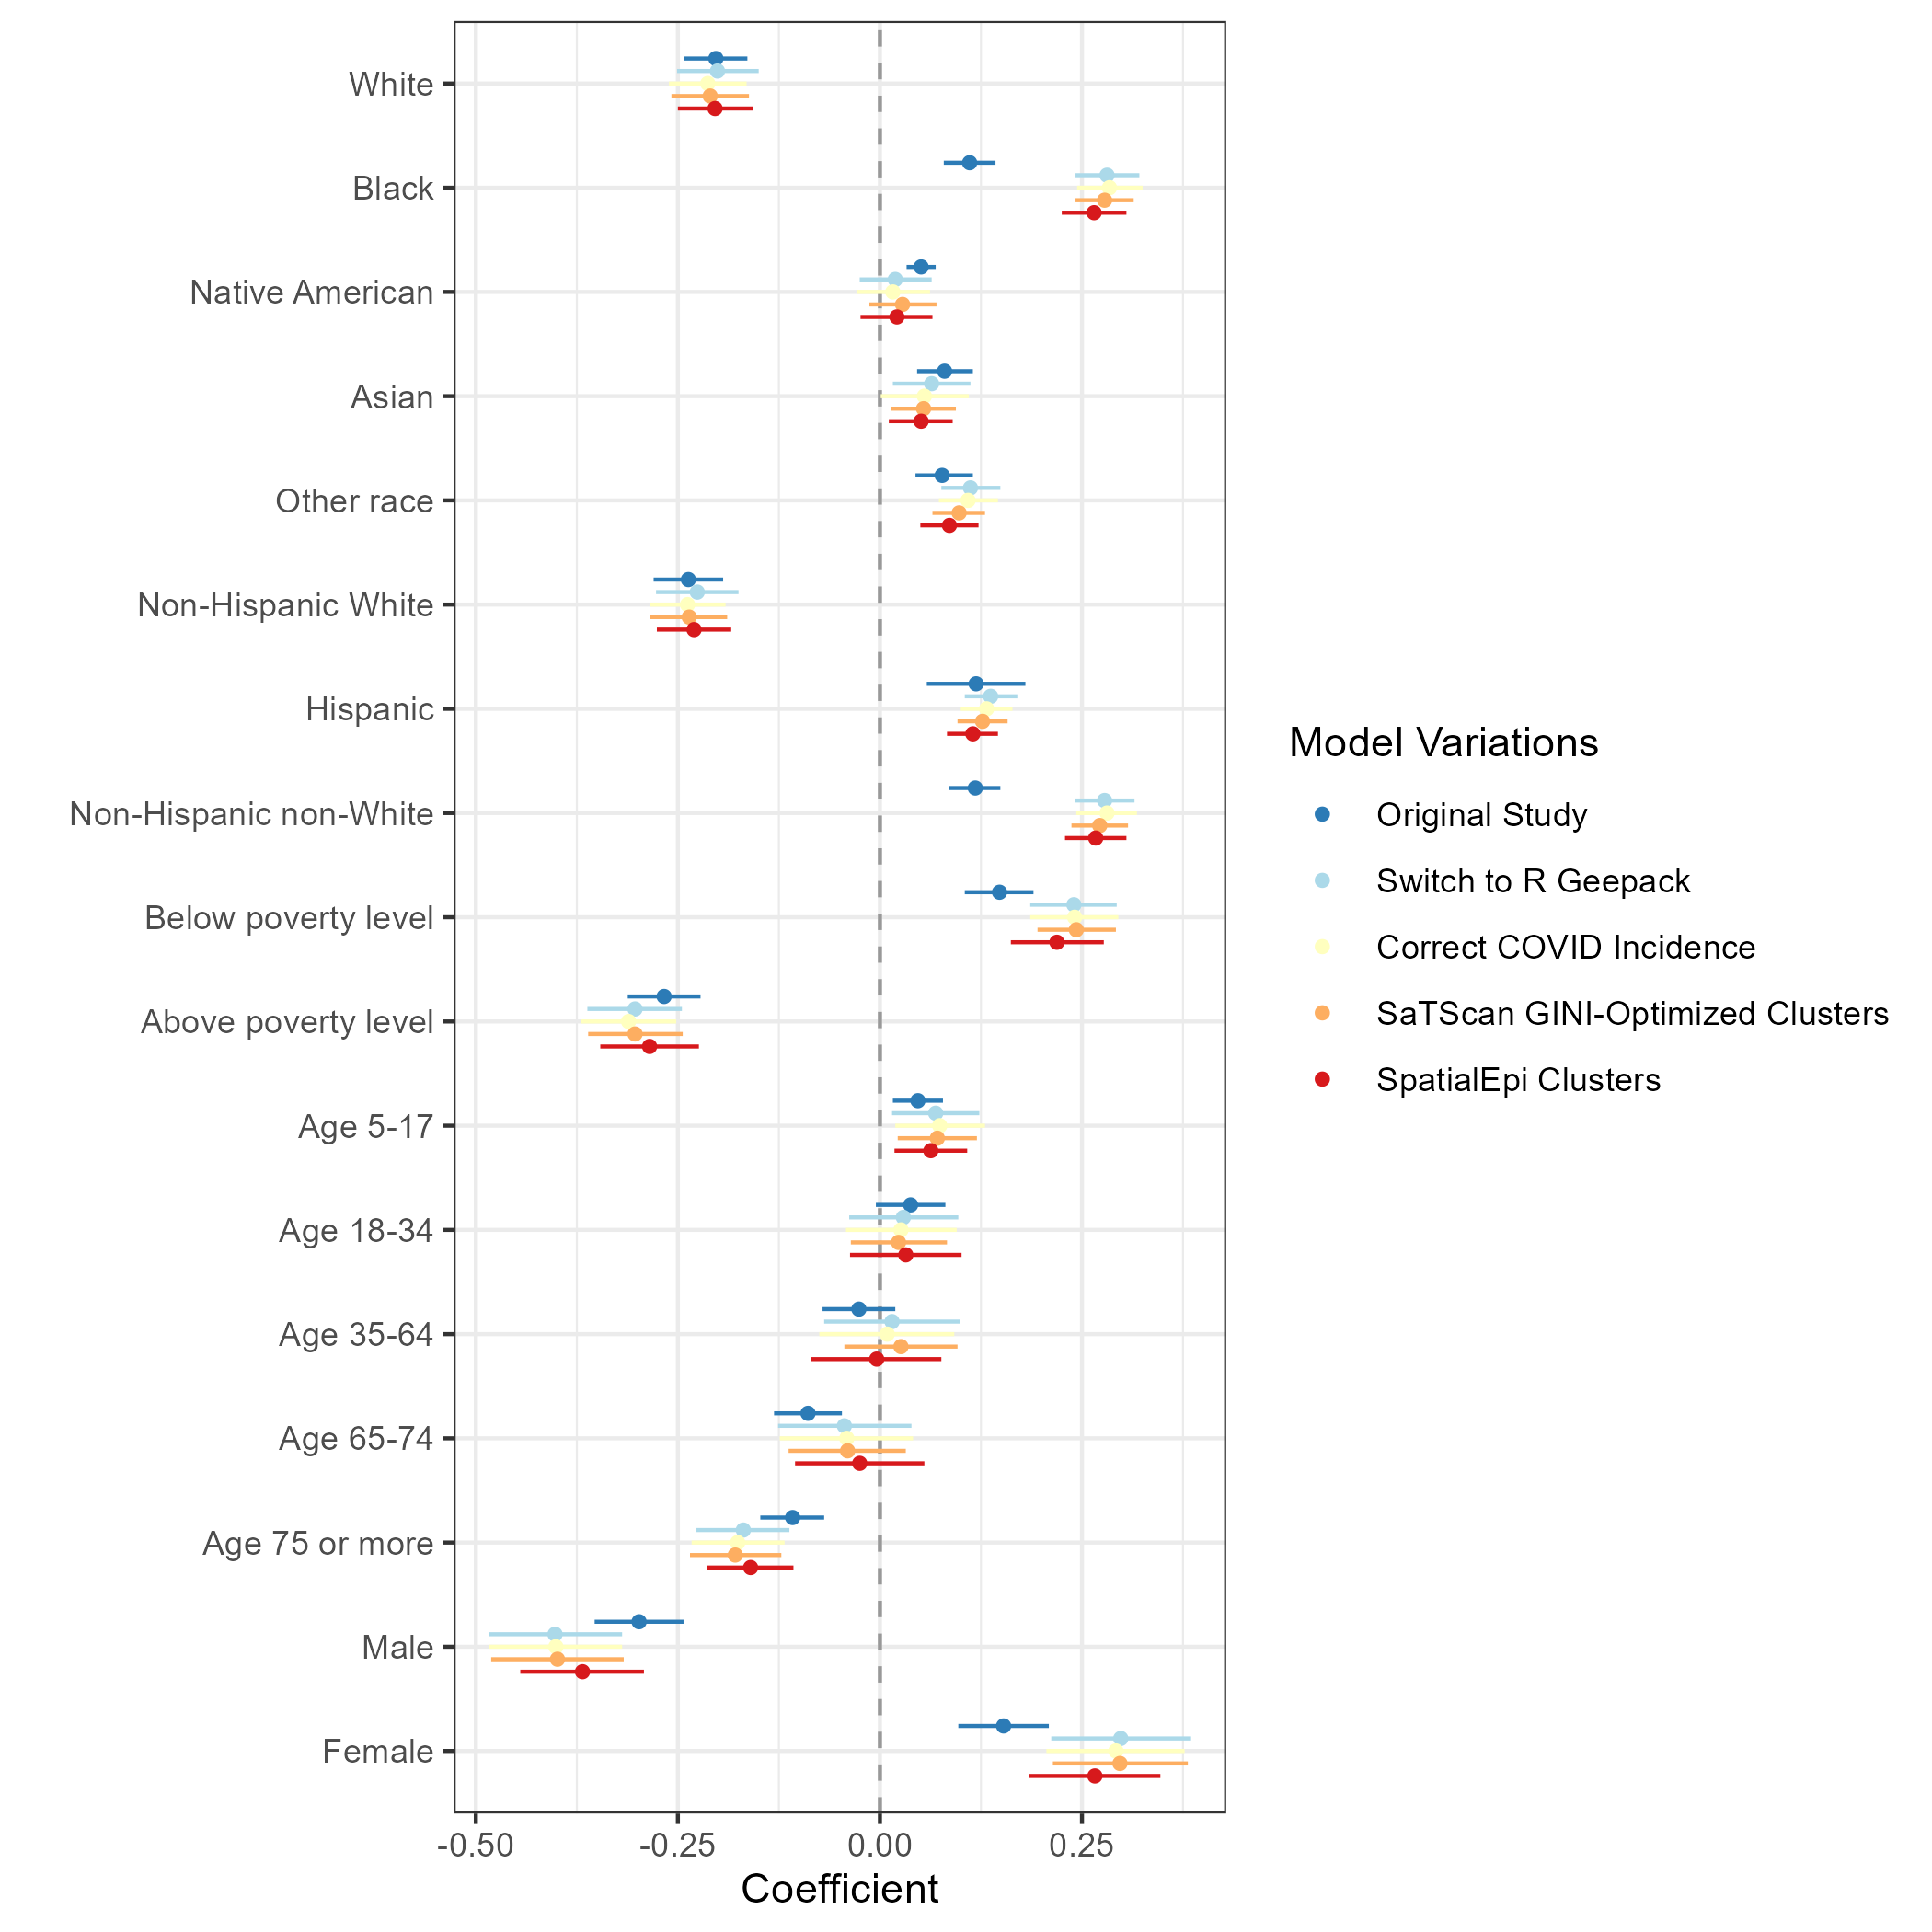 White
Black
Native American
Asian
Other race
Non-Hispanic White
Hispanic
Non-Hispanic non-White
Below poverty level
Above poverty level
Age 5-17
Age 18-34
Age 35-64
Age 65-74
Age 75 or more
Male
Female
-0.50 -0.25 0.00 0.25
Coefficient
Model Variations
Original Study
Switch to R Geepack
Correct COVID Incidence
SaTScan GINI-Optimized Clusters
SpatialEpi Clusters